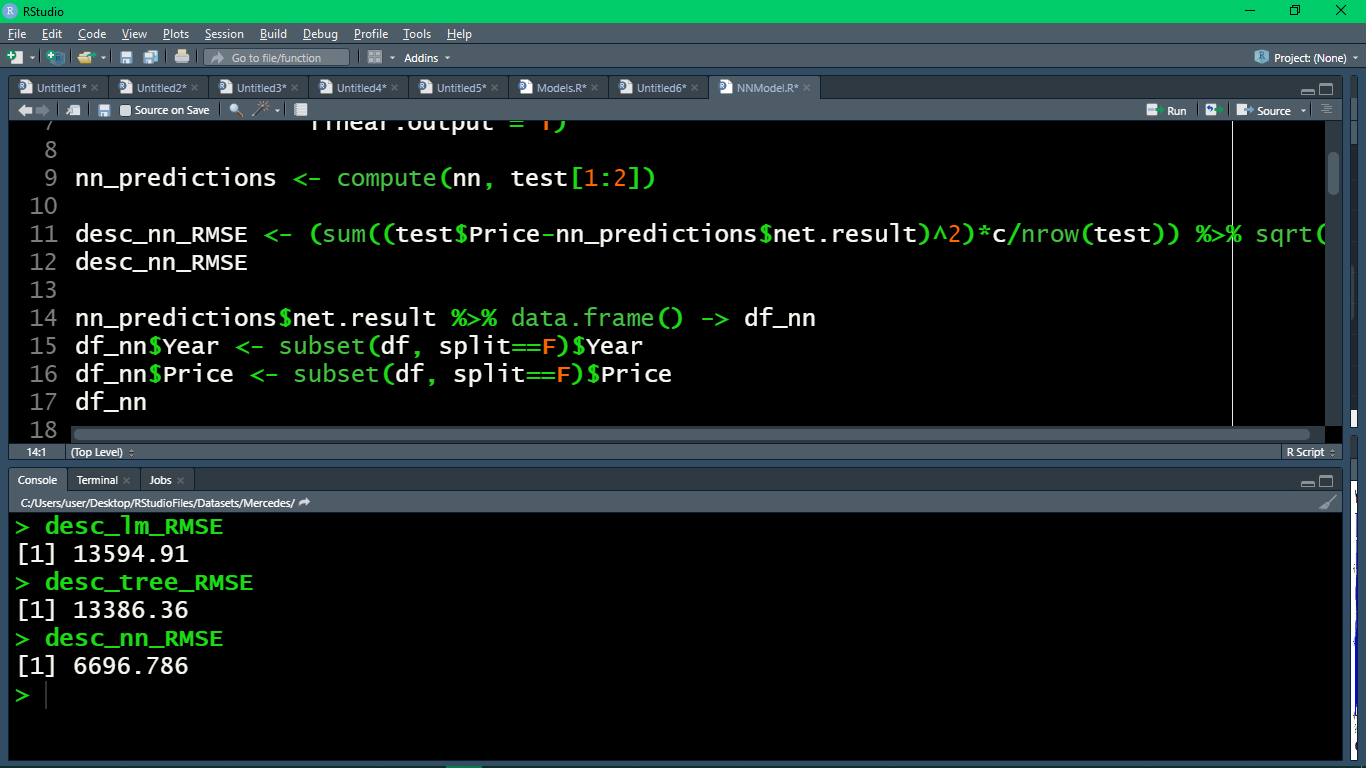 RStudio
File Edit Code View Plots Session Build Debug Profile Tools Help
Go to file/function Addins Project: (None)
Untitled1* Untitled2* Untitled3* Untitled4* Untitled5* Models.R* Untitled6* NNModel.R*
Source on Save Run Source
7 linear.output = T)
8
9 nn_predictions <- compute(nn, test[1:2])
10
11 desc_nn_RMSE <- (sum((test$Price-nn_predictions$net.result)^2)*c/nrow(test)) %>% sqrt(
12 desc_nn_RMSE
13
14 nn_predictions$net.result %>% data.frame() -> df_nn
15 df_nn$Year <- subset(df, split==F)$Year
16 df_nn$Price <- subset(df, split==F)$Price
17 df_nn
18
14:1 (Top Level) R Script
Console Terminal Jobs
C:/Users/user/Desktop/RStudioFiles/Datasets/Mercedes/
> desc_lm_RMSE
[1] 13594.91
> desc_tree_RMSE
[1] 13386.36
> desc_nn_RMSE
[1] 6696.786
>